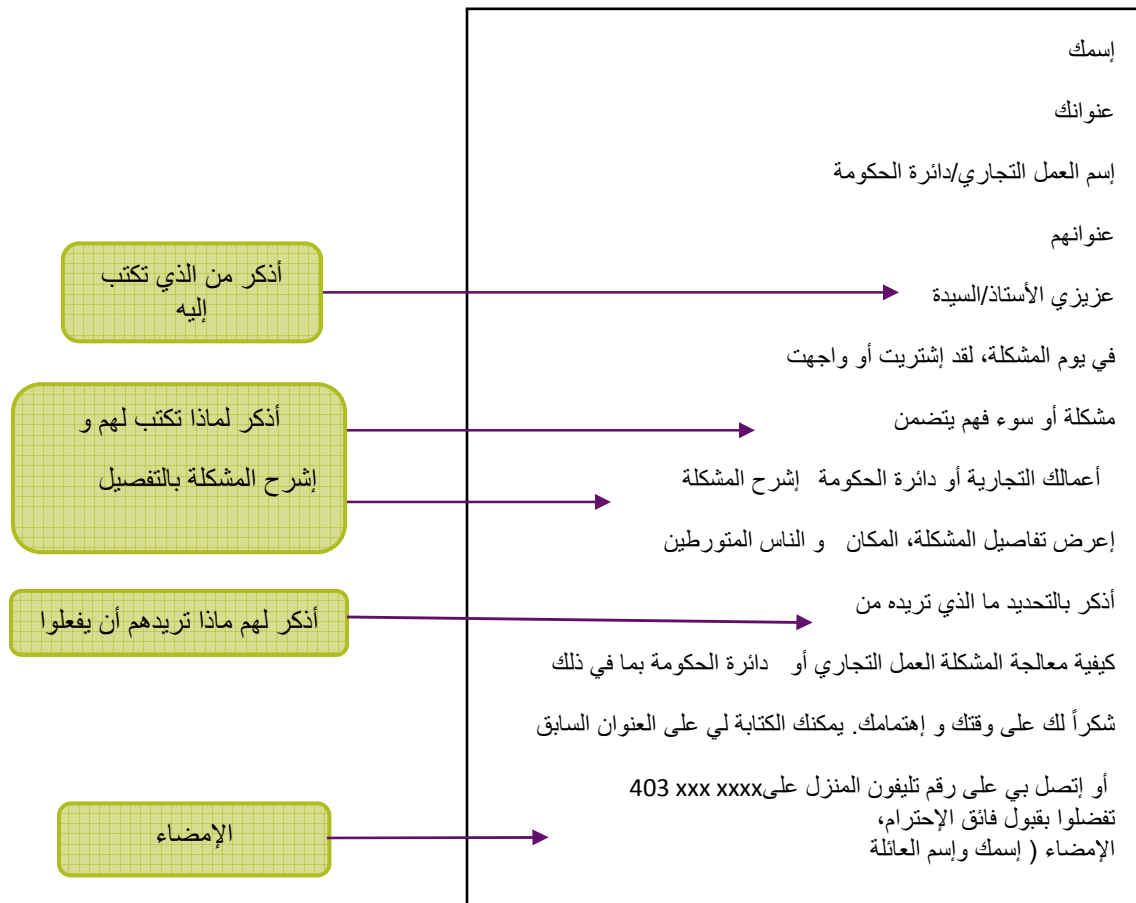 إسمك
عنوانك
إسم العمل التجاري/دائرة الحكومة
عنوانهم
عزيزي الأستاذ/السيدة
في يوم المشكلة، لقد إشتريت أو واجهت
مشكلة أو سوء فهم يتضمن
أعمالك التجارية أو دائرة الحكومة إشرح المشكلة
إعرض تفاصيل المشكلة، المكان و الناس المتورطين
أذكر بالتحديد ما الذي تريده من
كيفية معالجة المشكلة العمل التجاري أو دائرة الحكومة بما في ذلك
شكراً لك على وقتك و إهتمامك. يمكنك الكتابة لي على العنوان السابق
أو إتصل بي على رقم تليفون المنزل على403 xxx xxxx
تفضلوا بقبول فائق الإحترام،
الإمضاء ( إسمك وإسم العائلة
أذكر من الذي تكتب
إليه
أذكر لماذا تكتب لهم و
إشرح المشكلة بالتفصيل
أذكر لهم ماذا تريدهم أن يفعلوا
الإمضاء